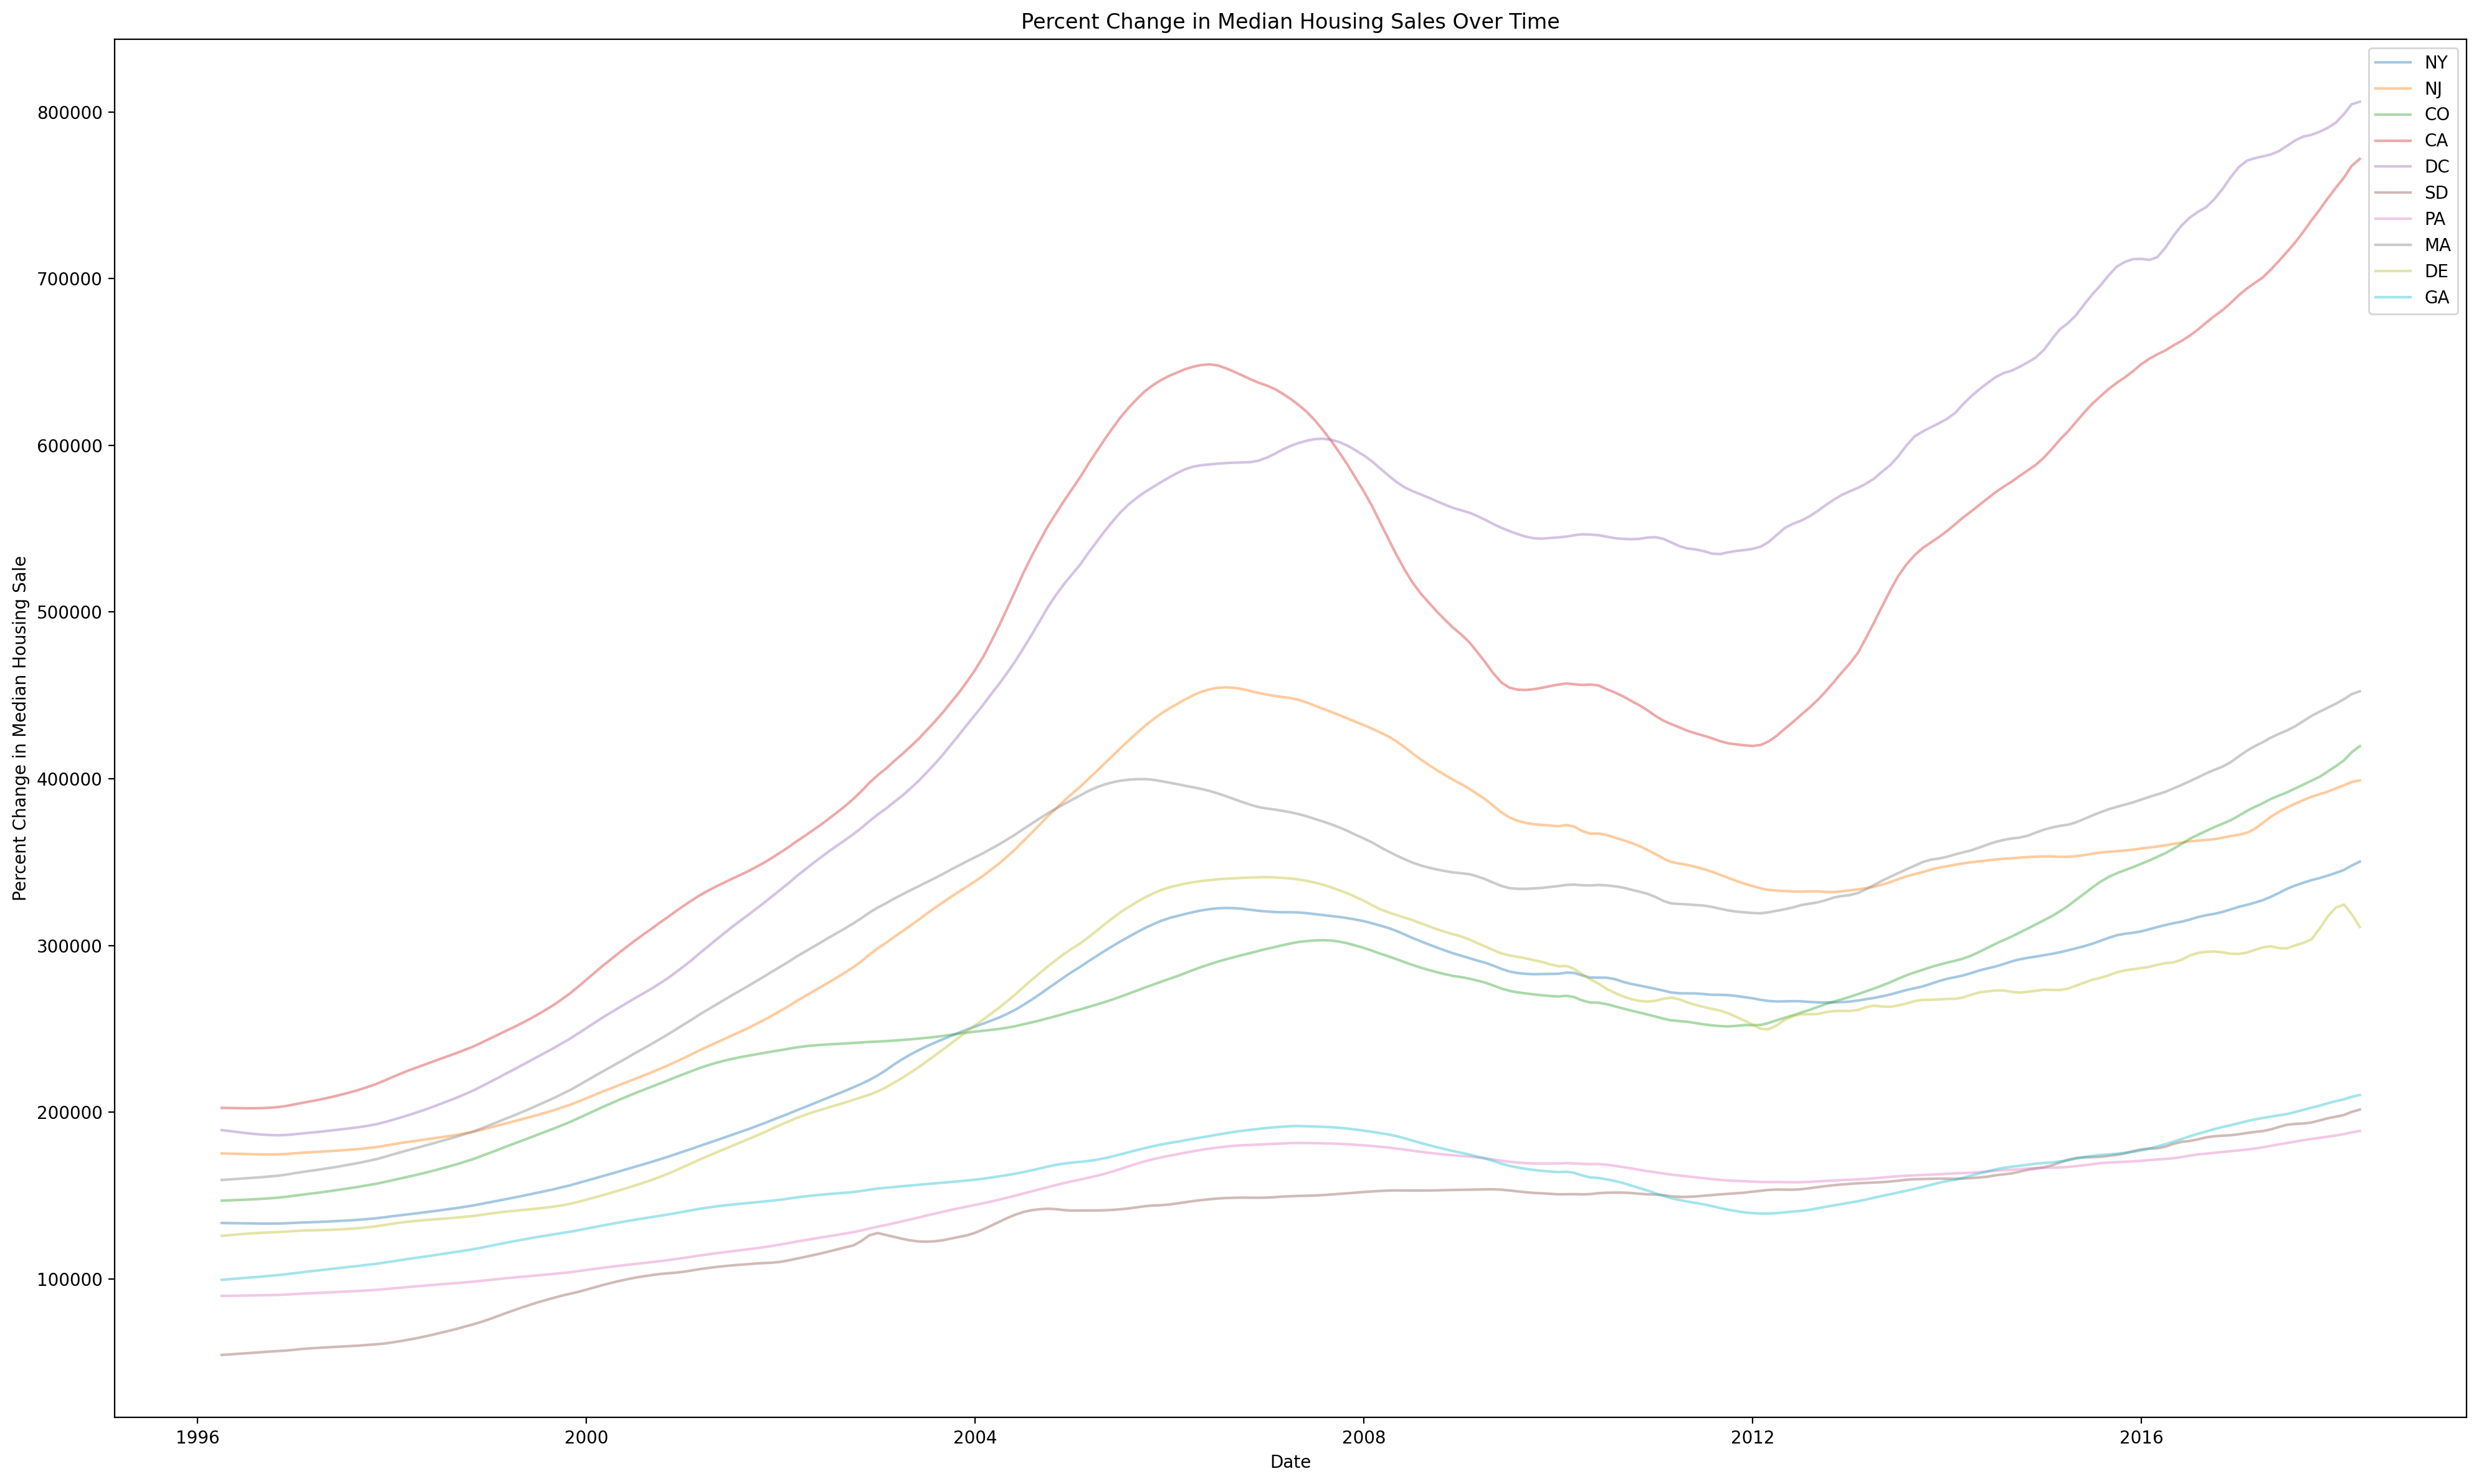 Percent Change in Median Housing Sales Over Time
NY
NJ
CO
CA
DC
SD
PA
MA
DE
GA
Percent Change in Median Housing Sale
800000
700000
600000
500000
400000
300000
200000
100000
1996
2000
2004
2008
2012
2016
Date